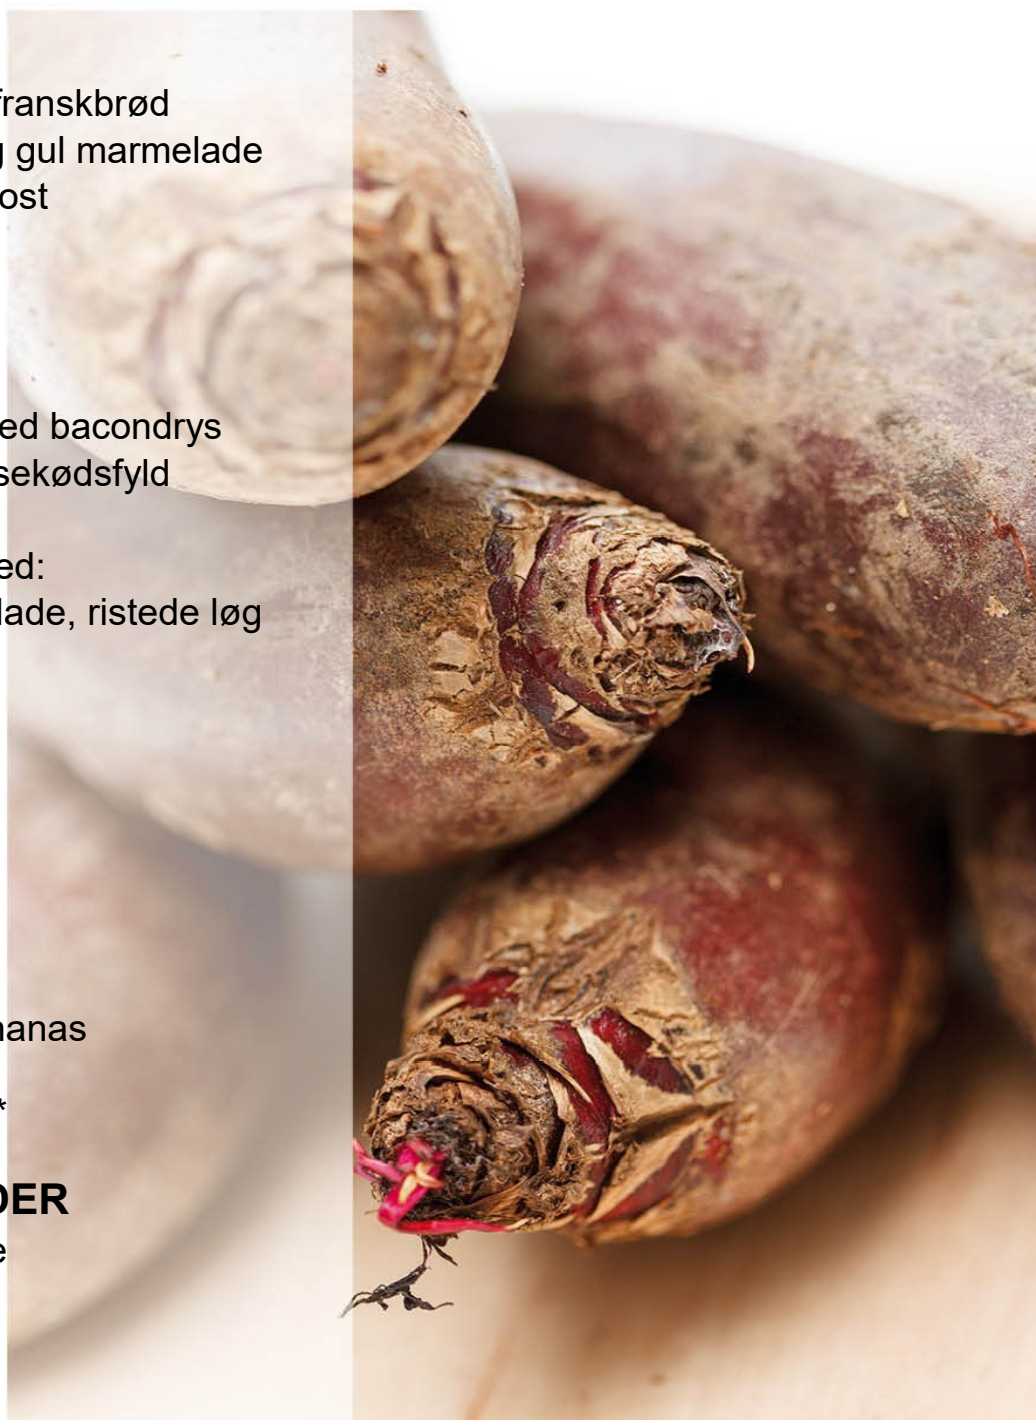 franskbrød
g gul marmelade
ost
ed bacondrys
sekødsfyld
ed:
lade, ristede løg
nanas
*
DER
e